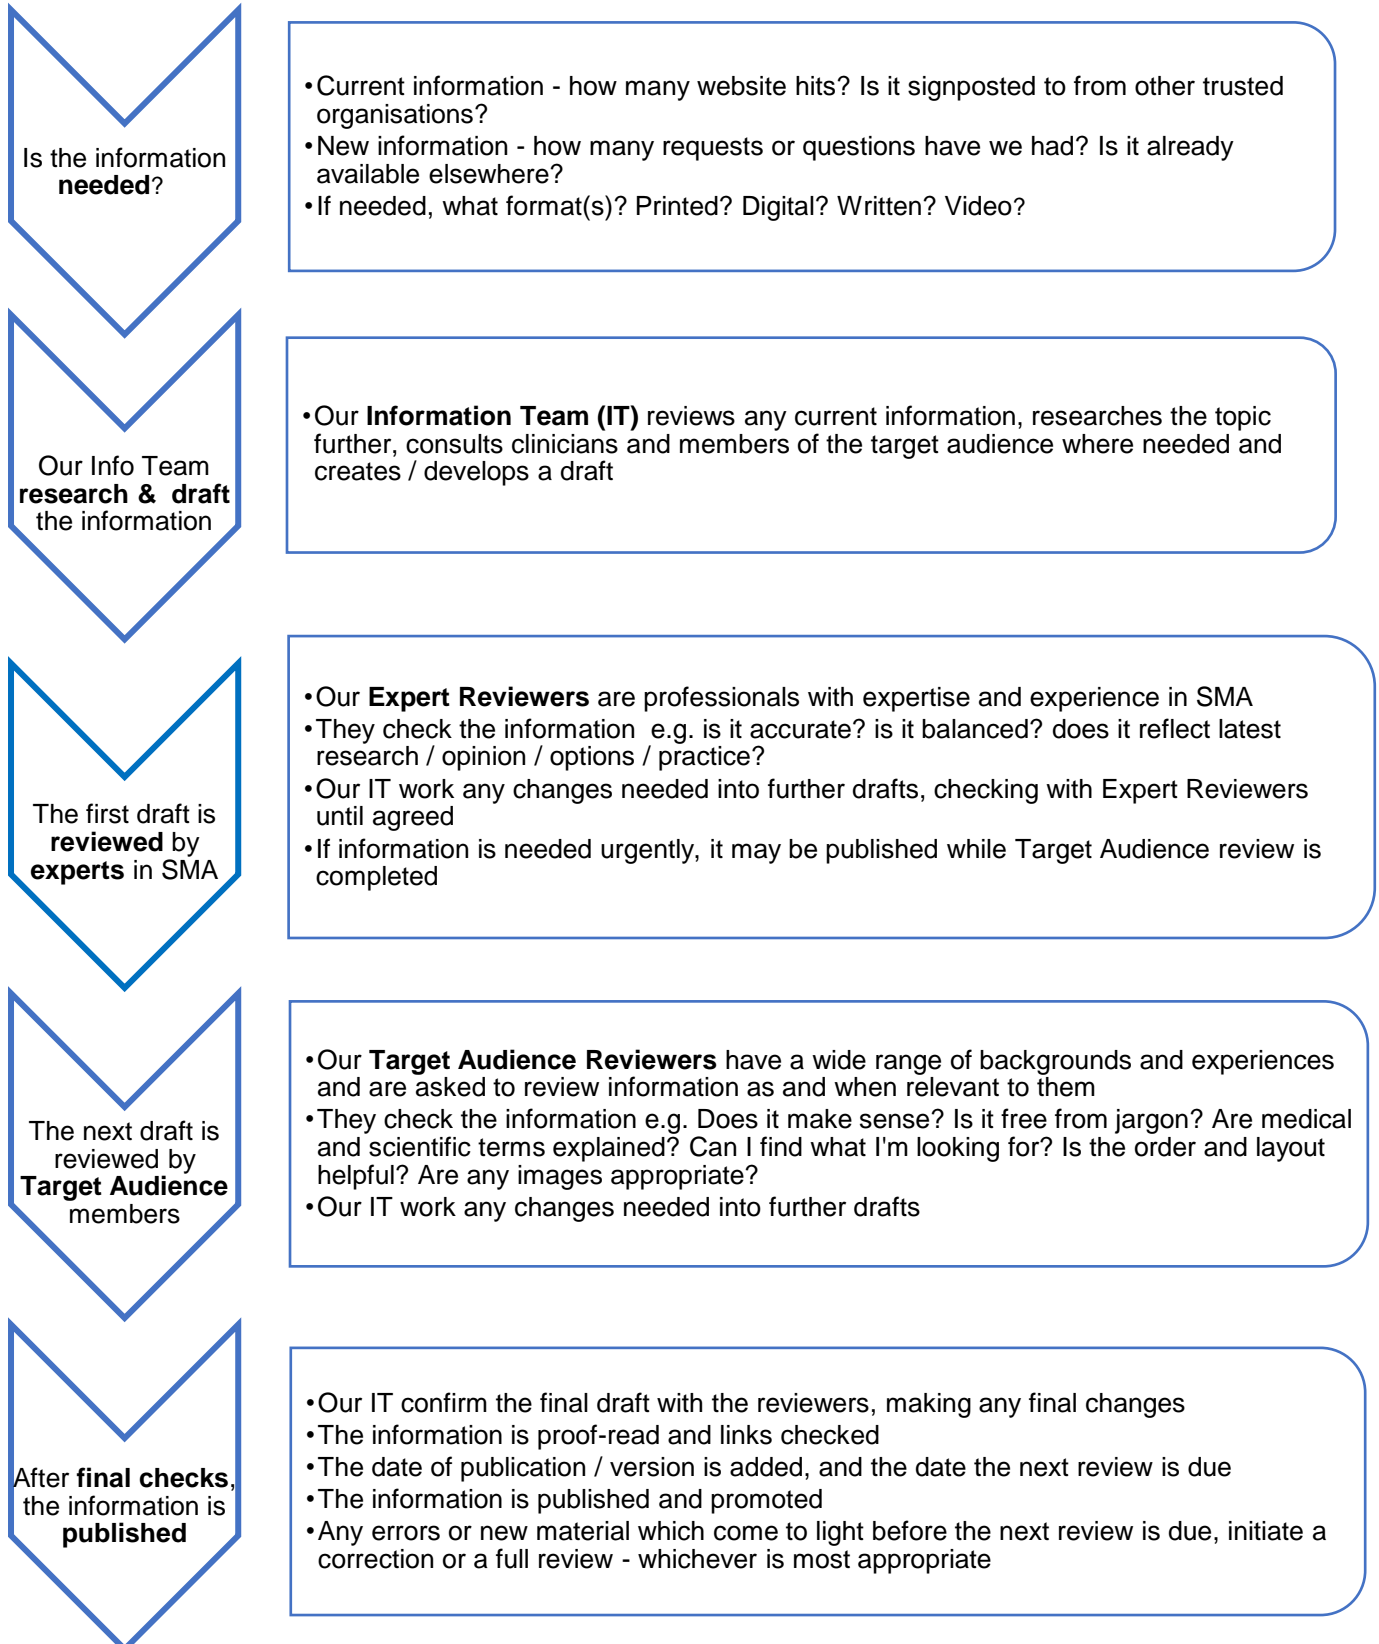 Is the information
needed?
•Current information - how many website hits? Is it signposted to from other trusted
organisations?
•New information - how many requests or questions have we had? Is it already
available elsewhere?
•If needed, what format(s)? Printed? Digital? Written? Video?
Our Info Team
research & draft
the information
•Our Information Team (IT) reviews any current information, researches the topic
further, consults clinicians and members of the target audience where needed and
creates / develops a draft
The first draft is
reviewed by
experts in SMA
•Our Expert Reviewers are professionals with expertise and experience in SMA
•They check the information e.g. is it accurate? is it balanced? does it reflect latest
research / opinion / options / practice?
•Our IT work any changes needed into further drafts, checking with Expert Reviewers
until agreed
•If information is needed urgently, it may be published while Target Audience review is
completed
The next draft is
reviewed by
Target Audience
members
•Our Target Audience Reviewers have a wide range of backgrounds and experiences
and are asked to review information as and when relevant to them
•They check the information e.g. Does it make sense? Is it free from jargon? Are medical
and scientific terms explained? Can I find what I'm looking for? Is the order and layout
helpful? Are any images appropriate?
•Our IT work any changes needed into further drafts
After final checks,
the information is
published
•Our IT confirm the final draft with the reviewers, making any final changes
•The information is proof-read and links checked
•The date of publication / version is added, and the date the next review is due
•The information is published and promoted
•Any errors or new material which come to light before the next review is due, initiate a
correction or a full review - whichever is most appropriate